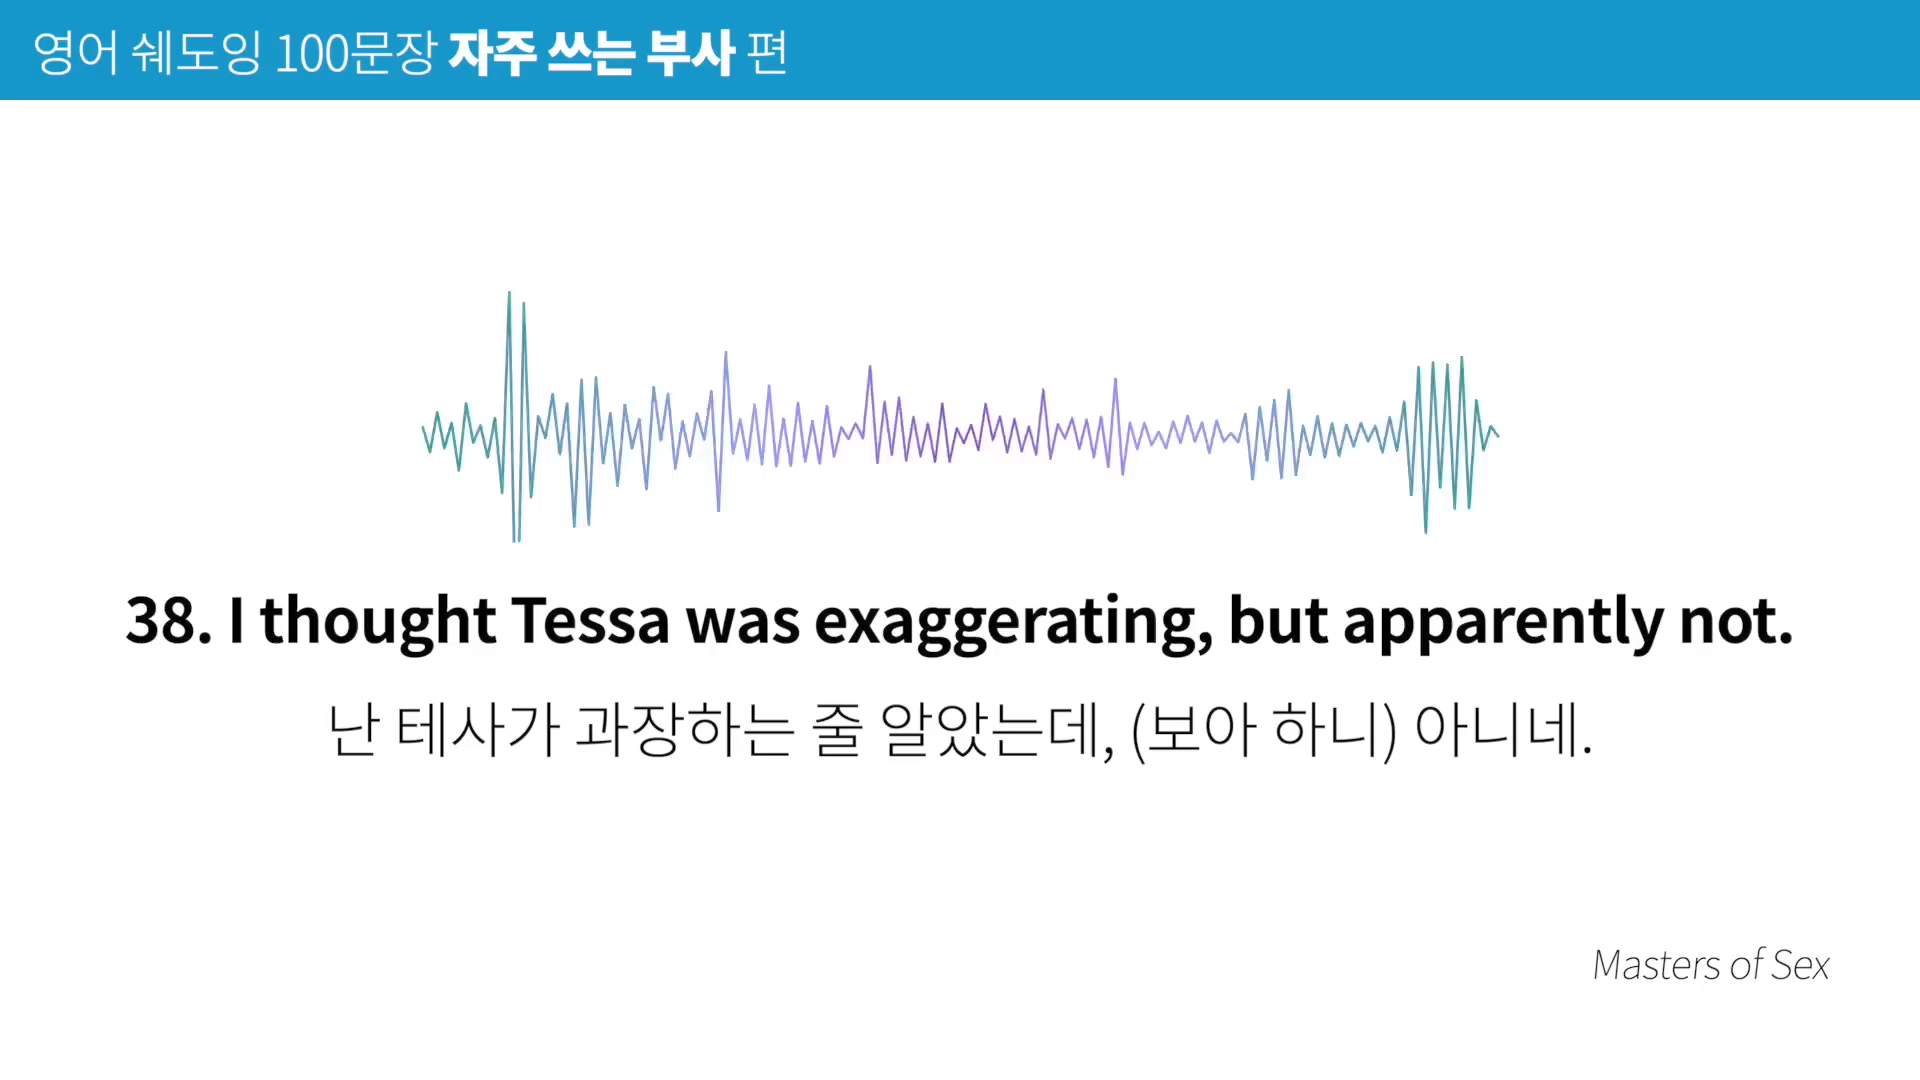 영어 쉐도잉 100문장 자주 쓰는 부사 편
38. I thought Tessa was exaggerating, but apparently not.
난 테사가 과장하는 줄 알았는데, (보아 하니) 아니네.
Masters of Sex